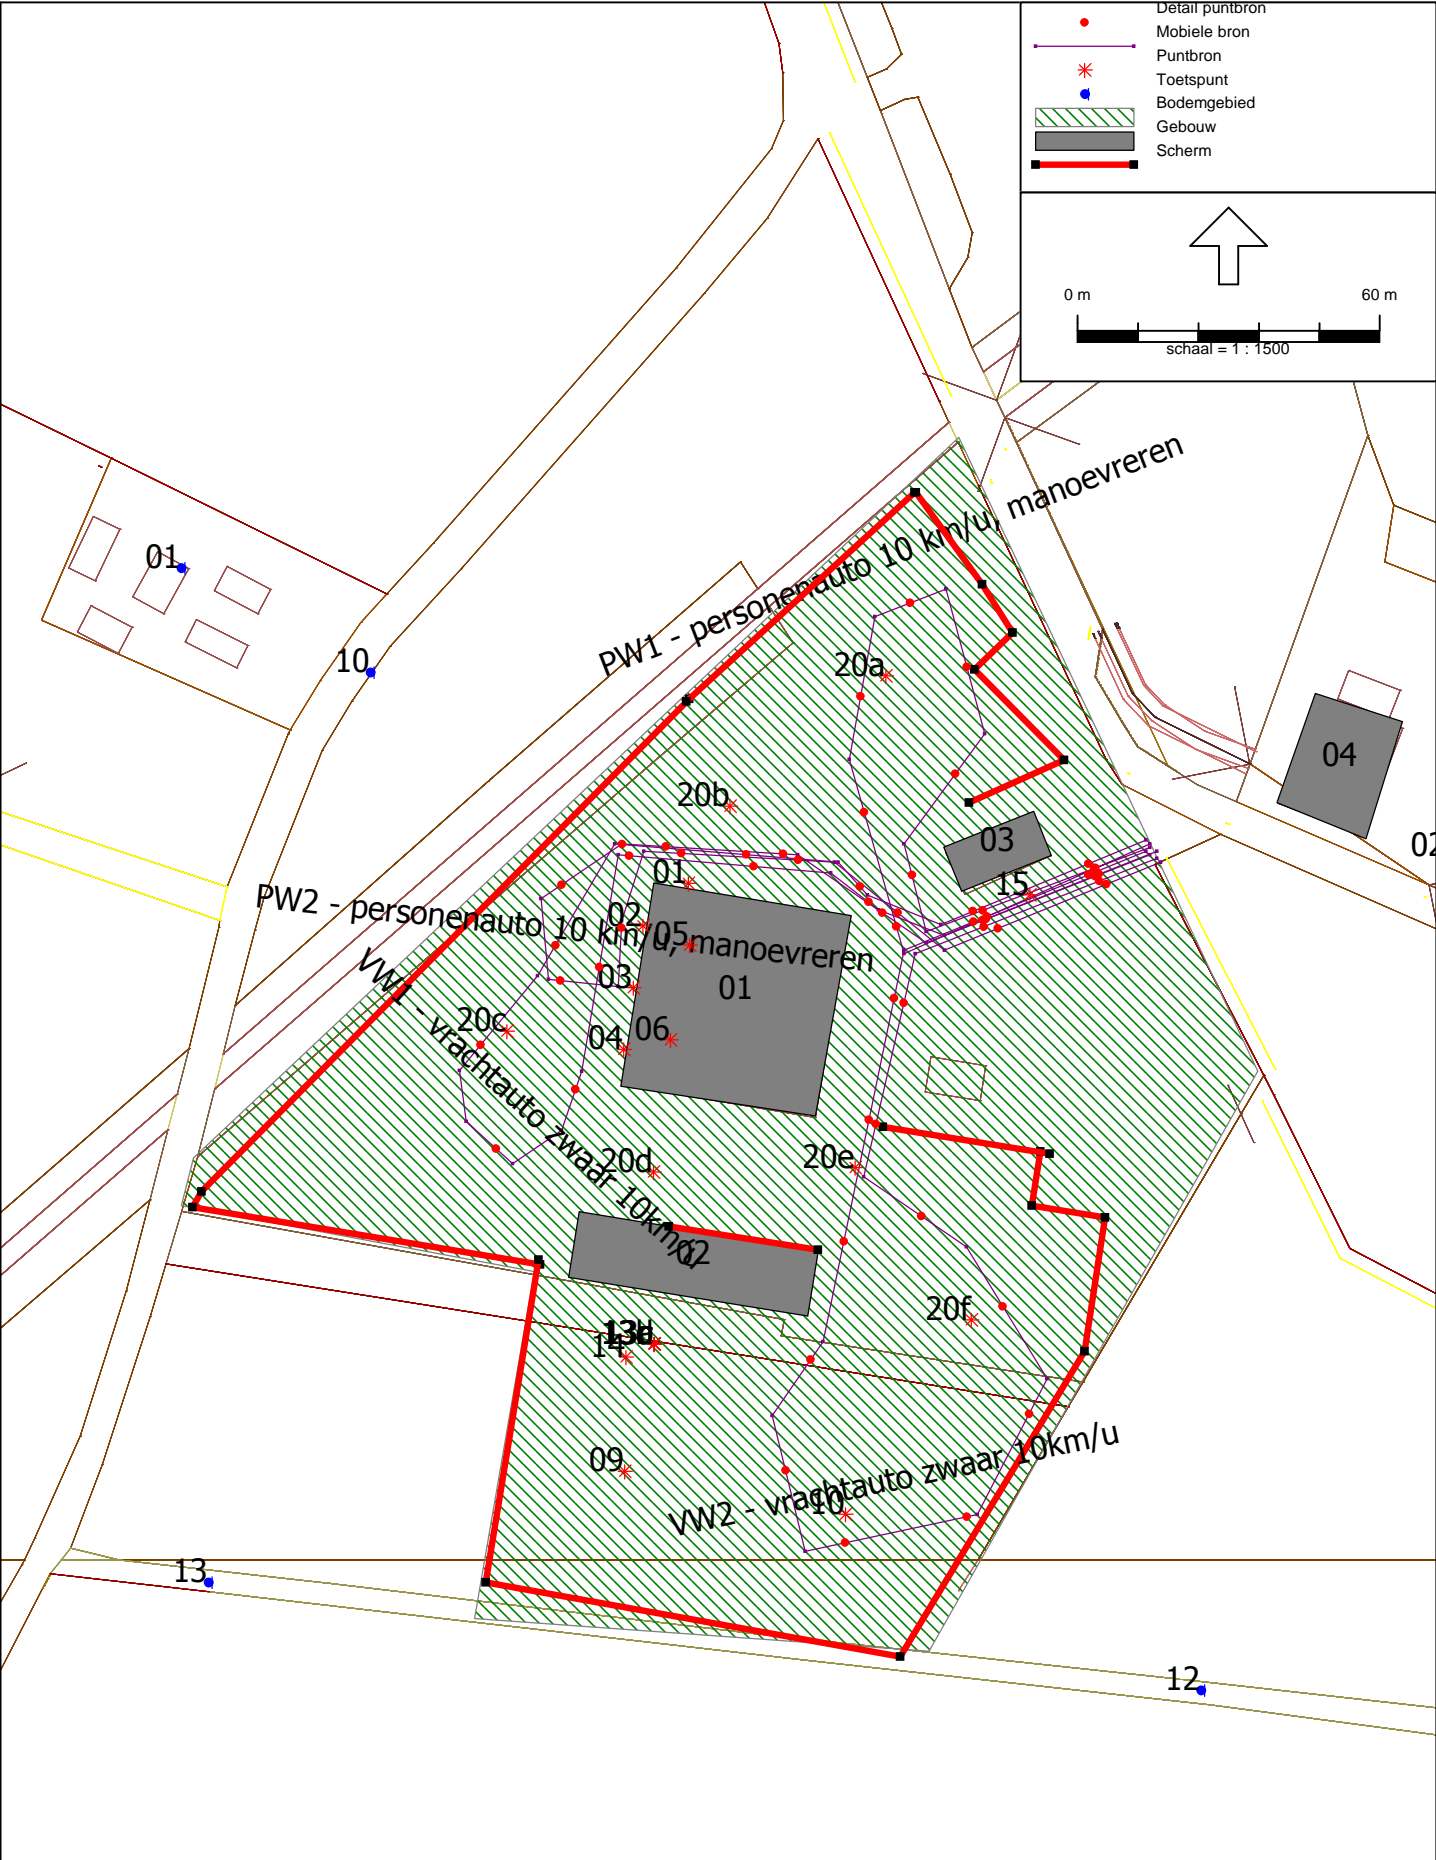 Detail puntbron
Mobiele bron
Puntbron
Toetspunt
Bodemgebied
Gebouw
Scherm
0 m
60 m
schaal = 1 : 1500
PW1 - personenauto 10 km/u, manoevreren
01
10
20a
04
20b
03
02
01
15
PW2 - personenauto 10 km/u, manoevreren
02
05
03
01
VW1 - vrachtauto zwaar 10km/u
20c
04
06
20d
20e
02
20f
14
09
VW2 - vrachtauto zwaar 10km/u
10
13
12